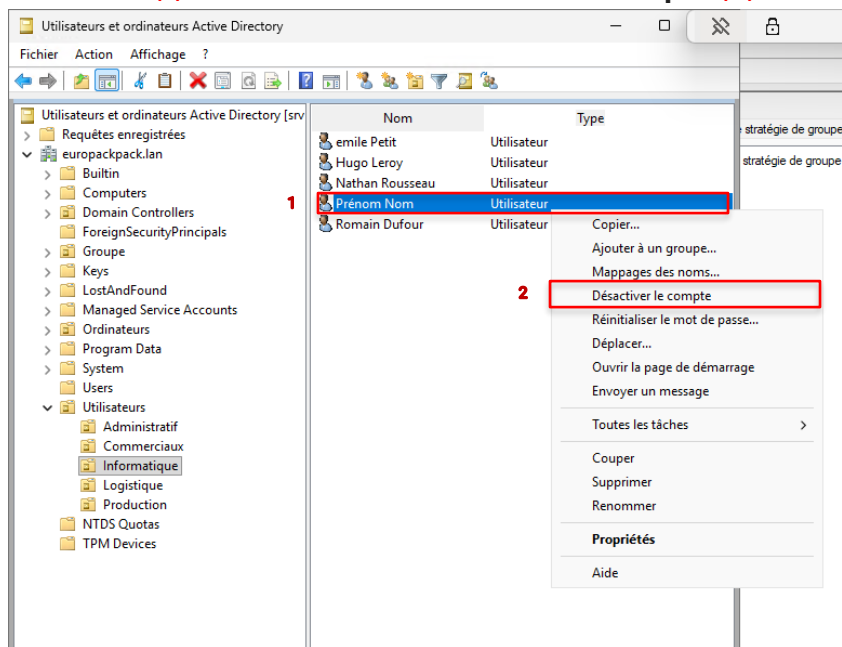 Utilisateurs et ordinateurs Active Directory
Fichier Action Affichage ?
Utilisateurs et ordinateurs Active Directory [srv
Requêtes enregistrées
europackpack.lan
Builtin
Computers
Domain Controllers
ForeignSecurityPrincipals
Groupe
Keys
LostAndFound
Managed Service Accounts
Ordinateurs
Program Data
System
Users
Utilisateurs
Administratif
Commerciaux
Informatique
Logistique
Production
NTDS Quotas
TPM Devices
Nom Type
emile Petit Utilisateur
Hugo Leroy Utilisateur
Nathan Rousseau Utilisateur
1 Prénom Nom Utilisateur
Romain Dufour Utilisateur
Copier...
Ajouter à un groupe...
Mappages des noms...
2 Désactiver le compte
Réinitialiser le mot de passe...
Déplacer...
Ouvrir la page de démarrage
Envoyer un message
Toutes les tâches
Couper
Supprimer
Renommer
Propriétés
Aide
stratégie de groupe
stratégie de groupe